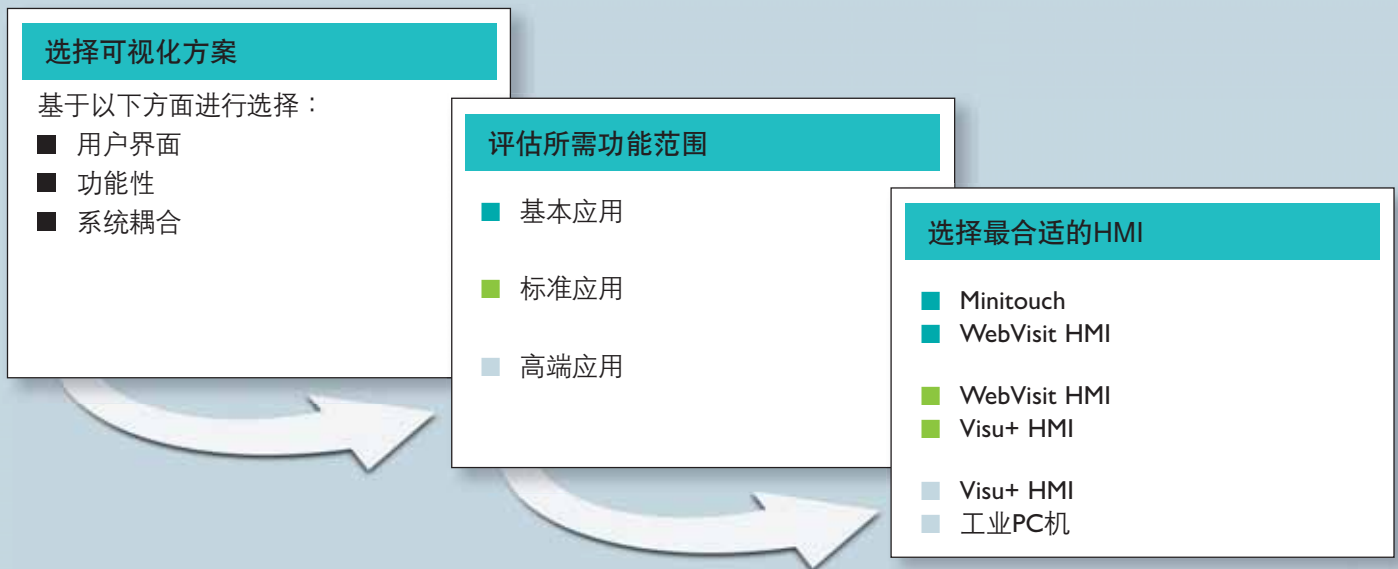 选择可视化方案
基于以下方面进行选择：
用户界面
功能性
系统耦合
评估所需功能范围
基本应用
标准应用
高端应用
选择最合适的HMI
Minitouch
WebVisit HMI
WebVisit HMI
Visu+ HMI
Visu+ HMI
工业PC机